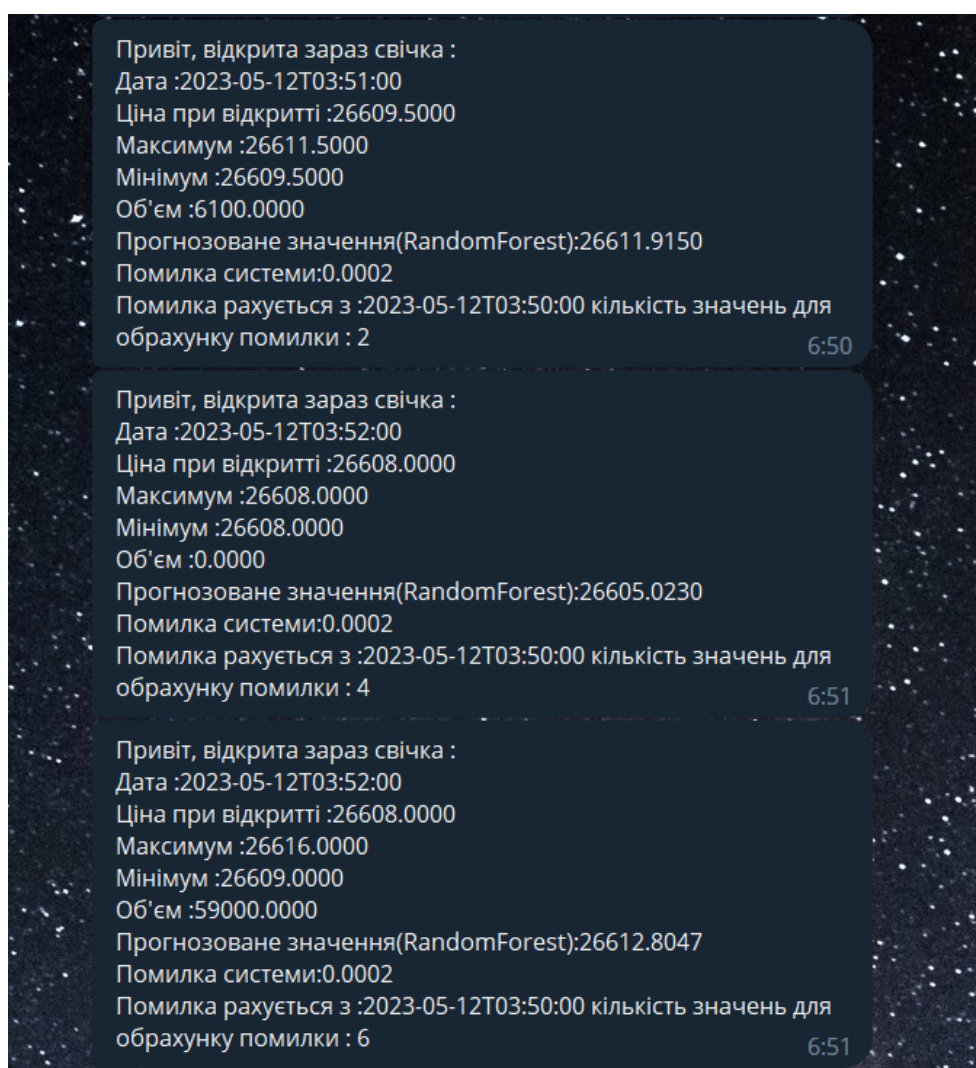 Привіт, відкрита зараз свічка :
Дата :2023-05-12T03:51:00
Ціна при відкритті :26609.5000
Максимум :26611.5000
Мінімум :26609.5000
Об'єм :6100.0000
Прогнозоване значення(RandomForest):26611.9150
Помилка системи:0.0002
Помилка рахується з :2023-05-12T03:50:00 кількість значень для
обрахунку помилки : 2
6:50
Привіт, відкрита зараз свічка :
Дата :2023-05-12T03:52:00
Ціна при відкритті :26608.0000
Максимум :26608.0000
Мінімум :26608.0000
Об'єм :0.0000
Прогнозоване значення(RandomForest):26605.0230
Помилка системи:0.0002
Помилка рахується з :2023-05-12T03:50:00 кількість значень для
обрахунку помилки : 4
6:51
Привіт, відкрита зараз свічка :
Дата :2023-05-12T03:52:00
Ціна при відкритті :26608.0000
Максимум :26616.0000
Мінімум :26609.0000
Об'єм :59000.0000
Прогнозоване значення(RandomForest):26612.8047
Помилка системи:0.0002
Помилка рахується з :2023-05-12T03:50:00 кількість значень для
обрахунку помилки : 6
6:51